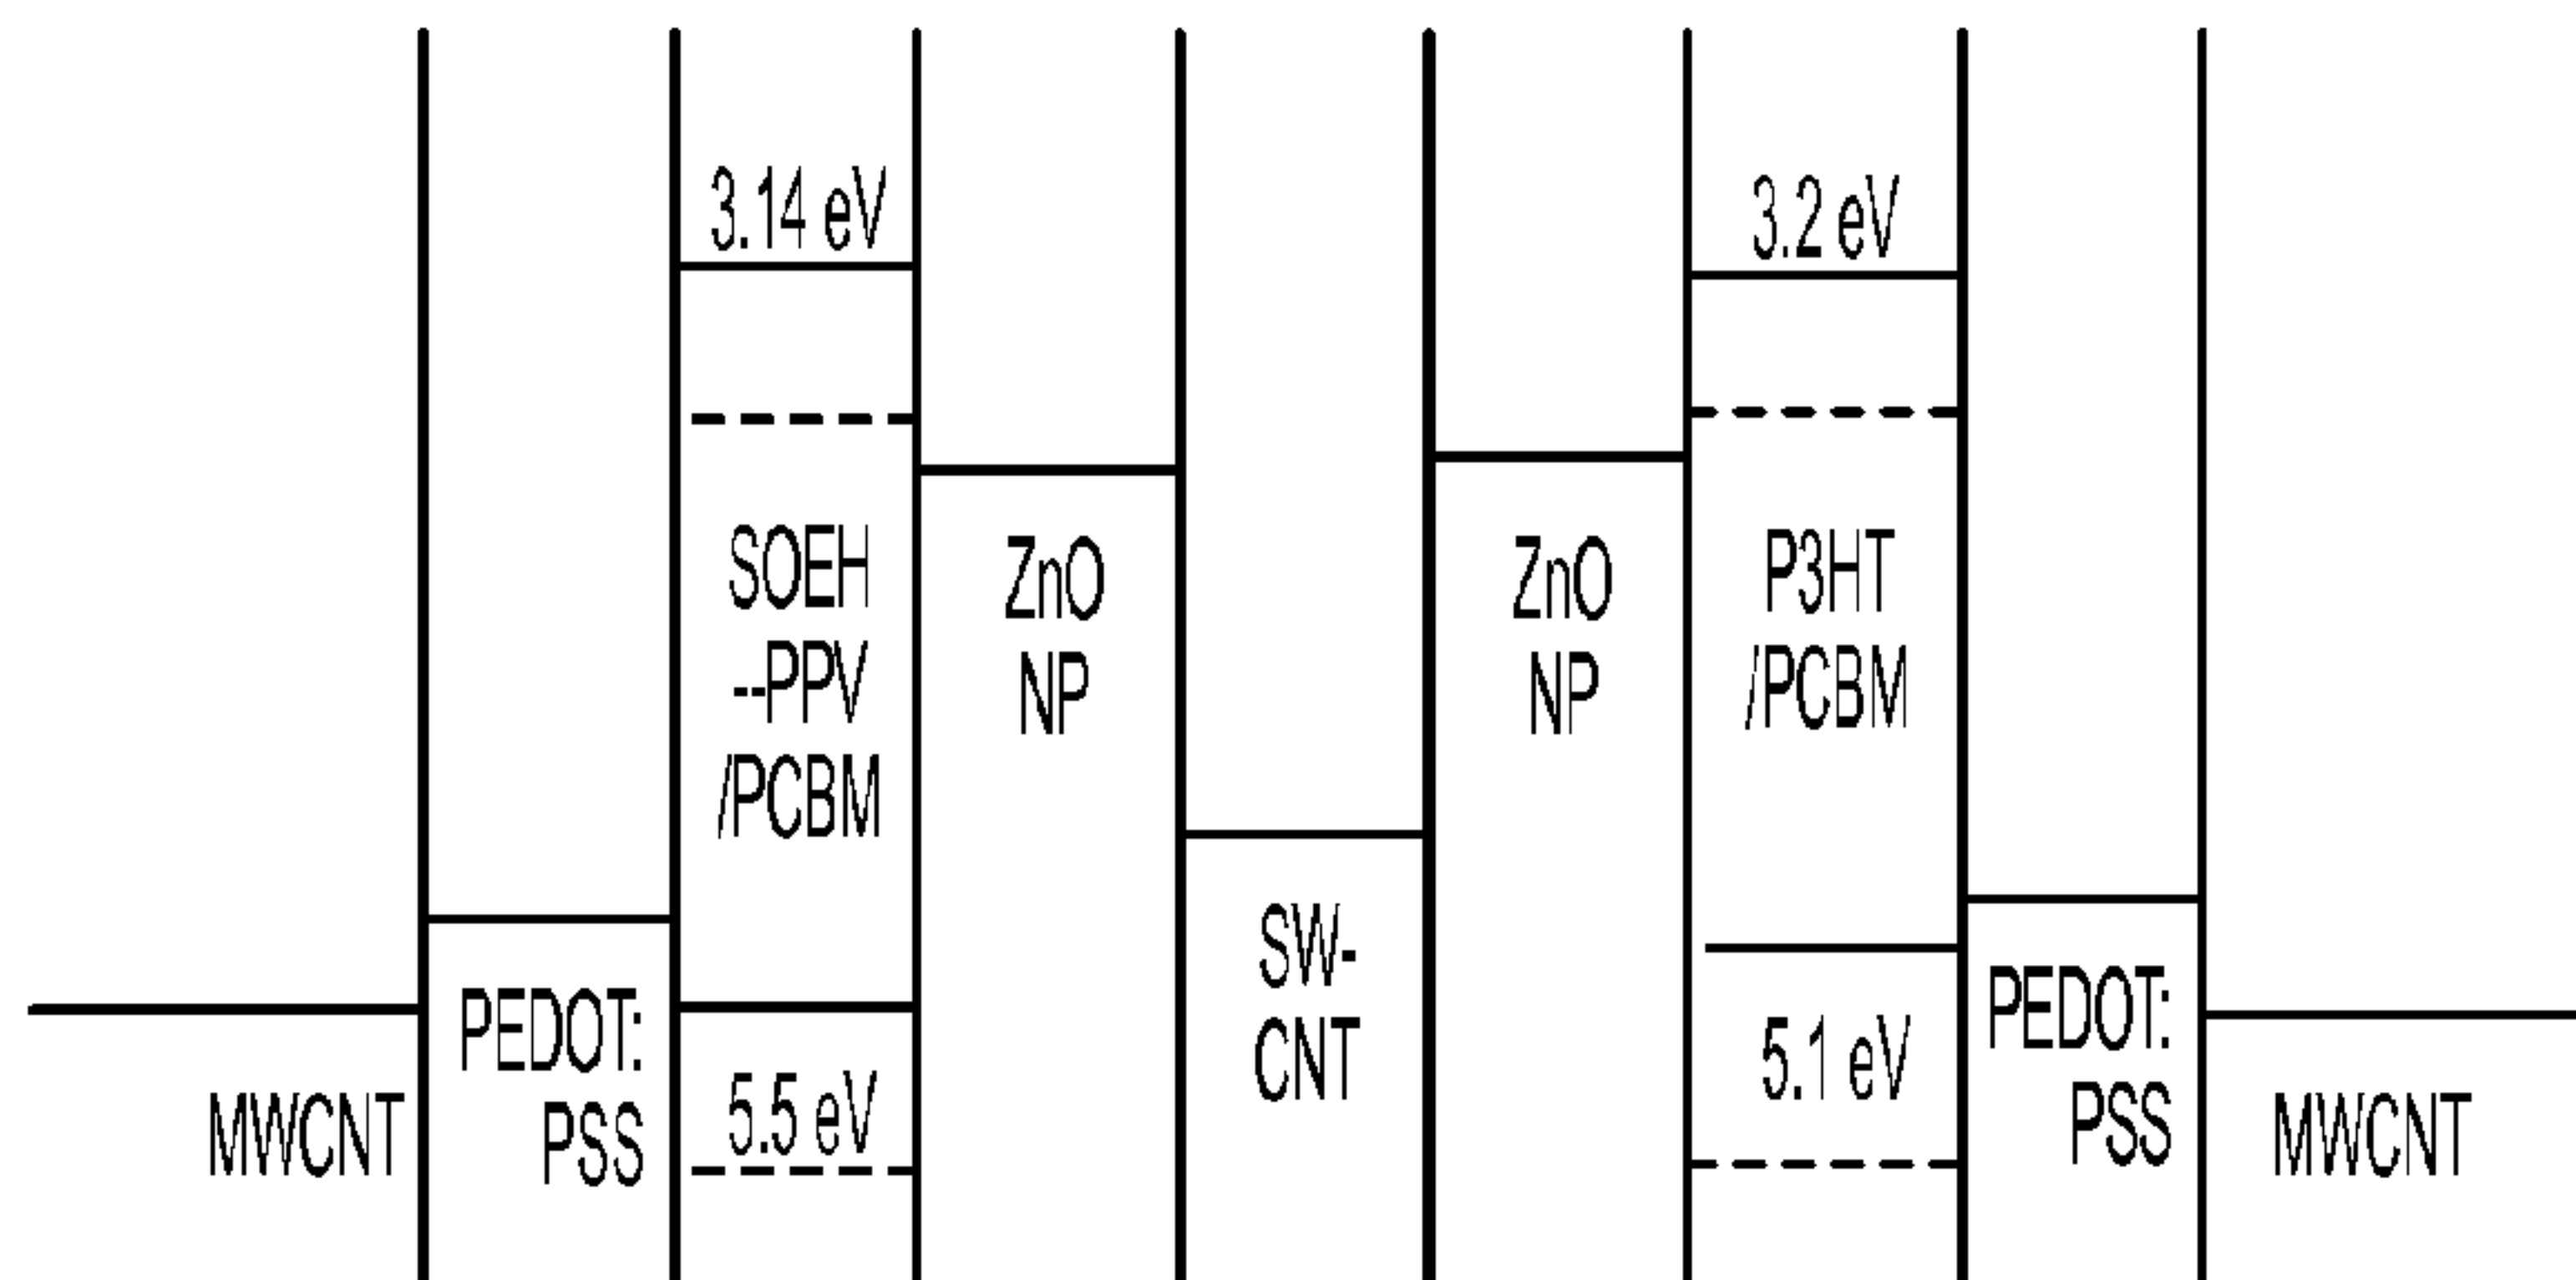 3.14 eV
3.2 eV
SOEH
--PPV
/PCBM
ZnO
NP
ZnO
NP
P3HT
/PCBM
SW-
CNT
MWCNT
PEDOT:
PSS
5.5 eV
5.1 eV
PEDOT:
PSS
MWCNT